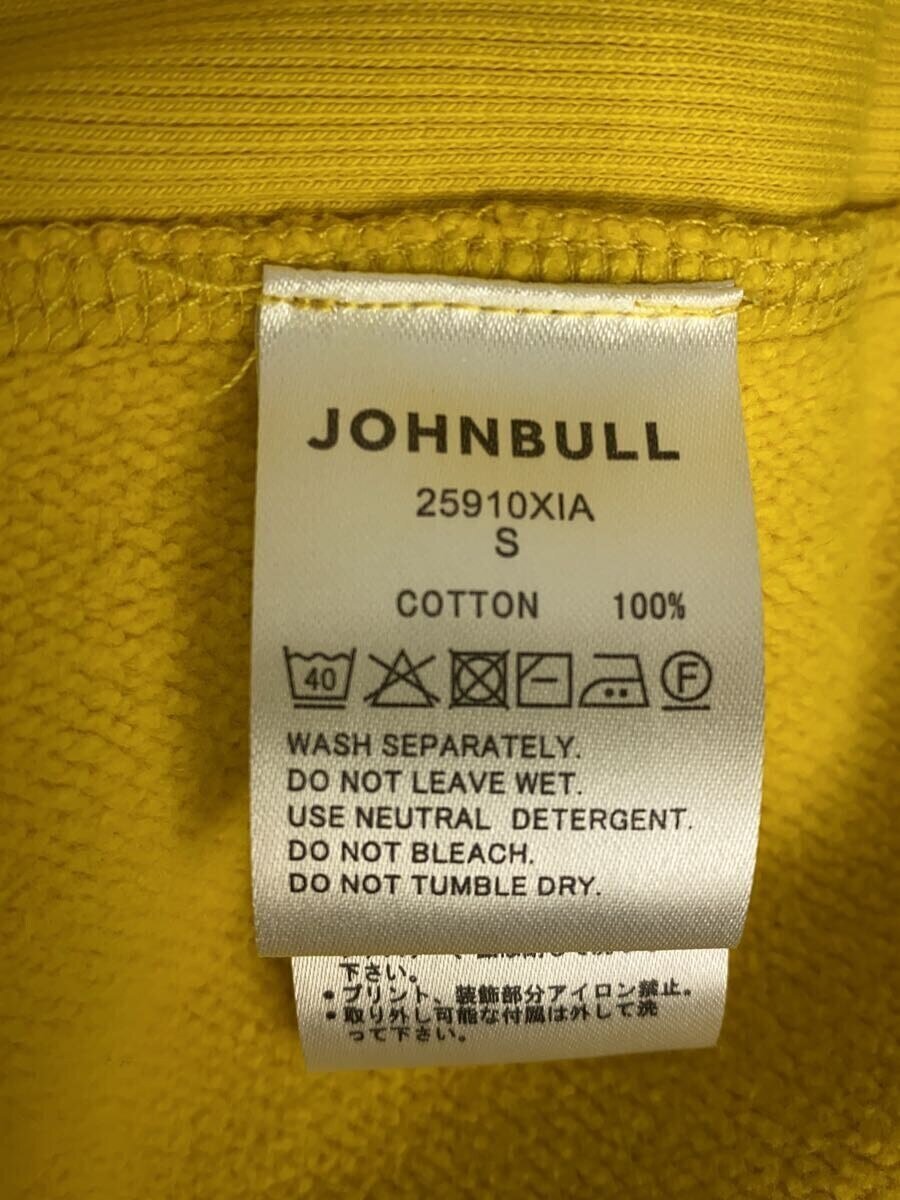 JOHNBULL
25910XIA
S
COTTON 100%
40
F
WASH SEPARATELY.
DO NOT LEAVE WET.
USE NEUTRAL DETERGENT.
DO NOT BLEACH.
DO NOT TUMBLE DRY.
下さい。
•プリント、装飾部分アイロン禁止。
•取り外し可能な付属は外して洗
って下さい。